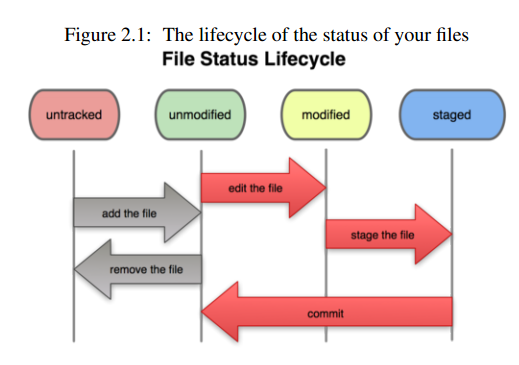 Figure 2.1: The lifecycle of the status of your files
File Status Lifecycle
untracked
unmodified
modified
staged
edit the file
add the file
stage the file
remove the file
commit